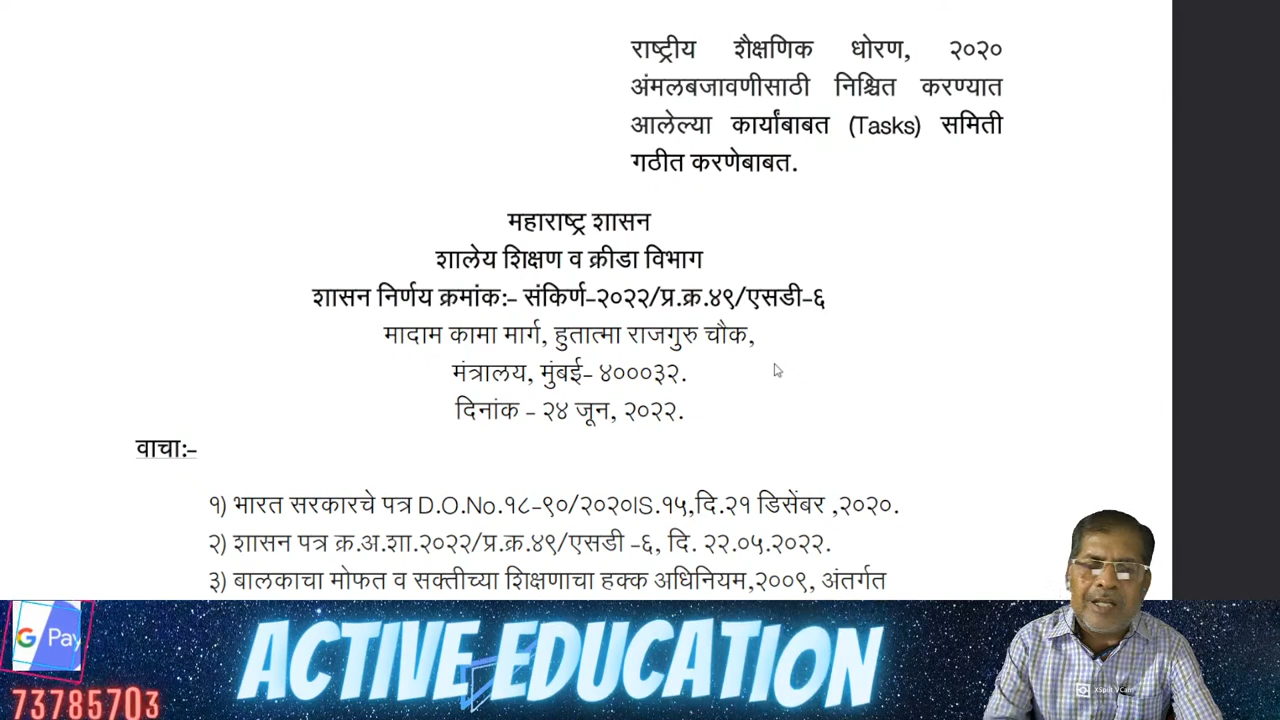 राष्ट्रीय शैक्षणिक धोरण, २०२०
अंमलबजावणीसाठी निश्चित करण्यात
आलेल्या कार्यांबाबत (Tasks) समिती
गठीत करणेबाबत.
महाराष्ट्र शासन
शालेय शिक्षण व क्रीडा विभाग
शासन निर्णय क्रमांक:- संकिर्ण-२०२२/प्र.क्र.४९/एसडी-६
मादाम कामा मार्ग, हुतात्मा राजगुरु चौक,
मंत्रालय, मुंबई- ४०००३२.
दिनांक - २४ जून, २०२२.
वाचा:-
१) भारत सरकारचे पत्र D.O.No.१८-९०/२०२०IS.१५,दि.२१ डिसेंबर ,२०२०.
२) शासन पत्र क्र.अ.शा.२०२२/प्र.क्र.४९/एसडी -६, दि. २२.०५.२०२२.
३) बालकाचा मोफत व सक्तीच्या शिक्षणाचा हक्क अधिनियम,२००९, अंतर्गत
G Pay
ACTIVE EDUCATION
73785703
XSplit VCam